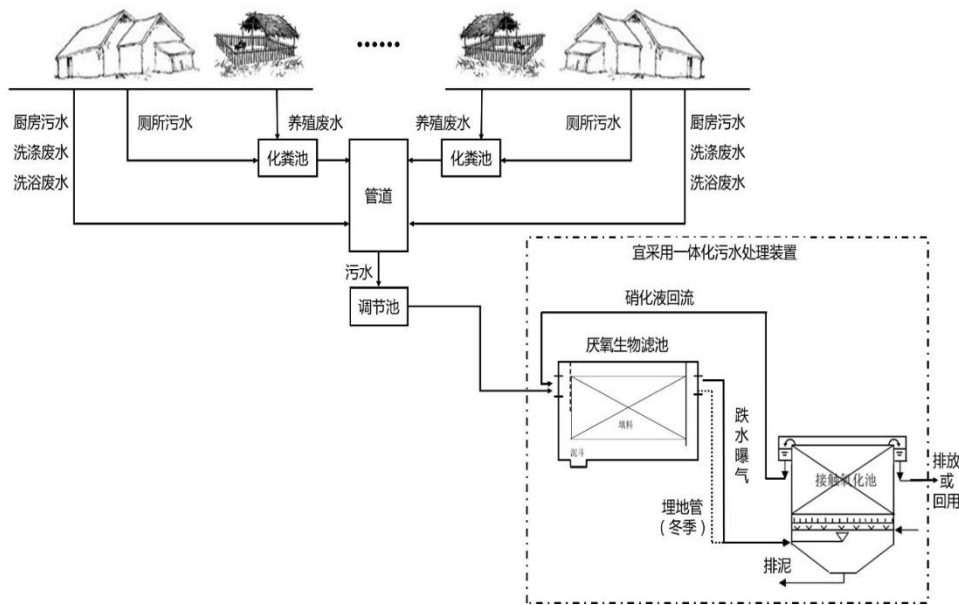 厨房污水
洗涤废水
洗浴废水
厕所污水
养殖废水
化粪池
管道
养殖废水
化粪池
厕所污水
厨房污水
洗涤废水
洗浴废水
污水
调节池
宜采用一体化污水处理装置
硝化液回流
厌氧生物滤池
填料
泥斗
跌水曝气
埋地管
（冬季）
接触氧化池
排放
或
回用
排泥